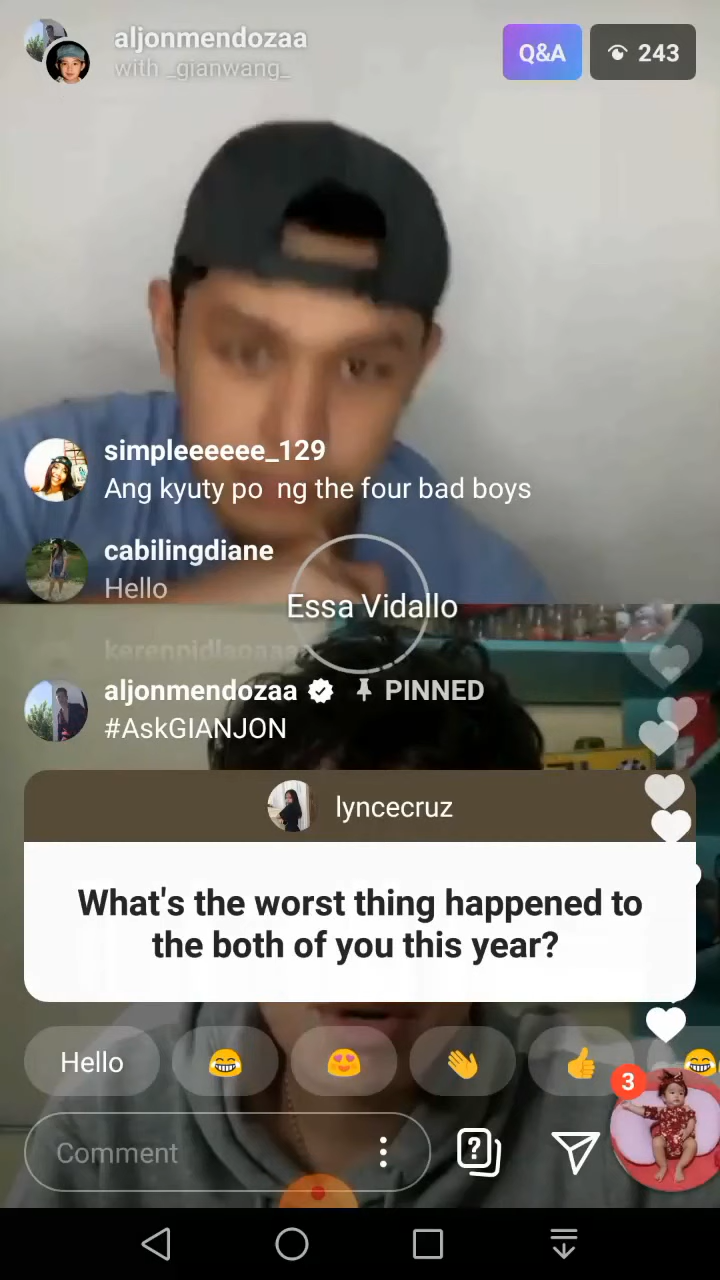 aljonmendozaa
with _gianwang_
Q&A
243
simpleeeeee_129
Ang kyuty po ng the four bad boys
cabilingdiane
Hello
Essa Vidallo
aljonmendozaa PINNED
#AskGIANJON
lyncecruz
What's the worst thing happened to
the both of you this year?
Hello
3
Comment